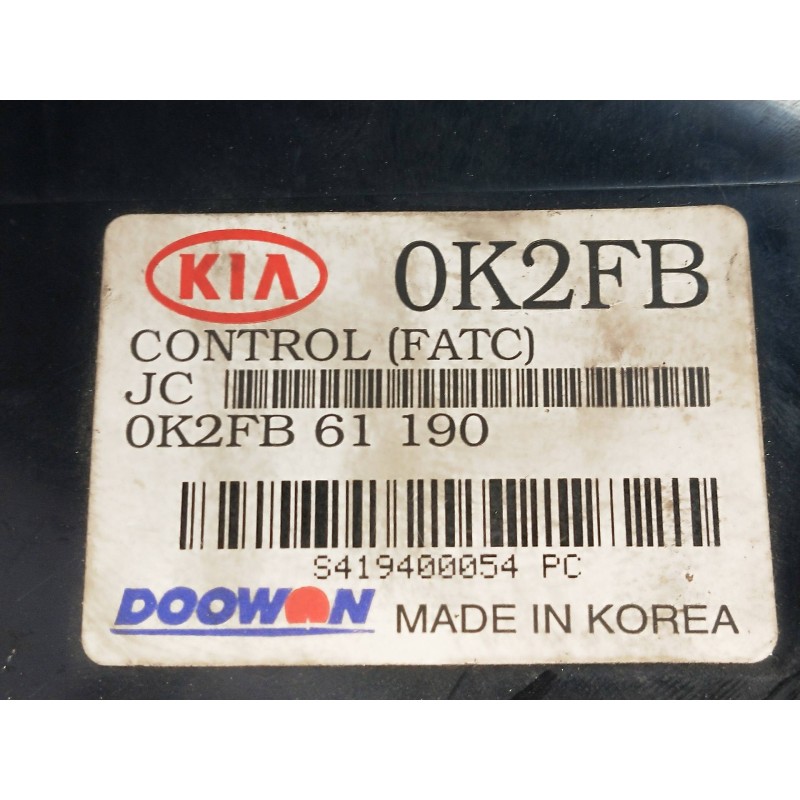 KIA 0K2FB
CONTROL (FATC)
JC
0K2FB 61 190
S419400054 PC
DOOWON MADE IN KOREA